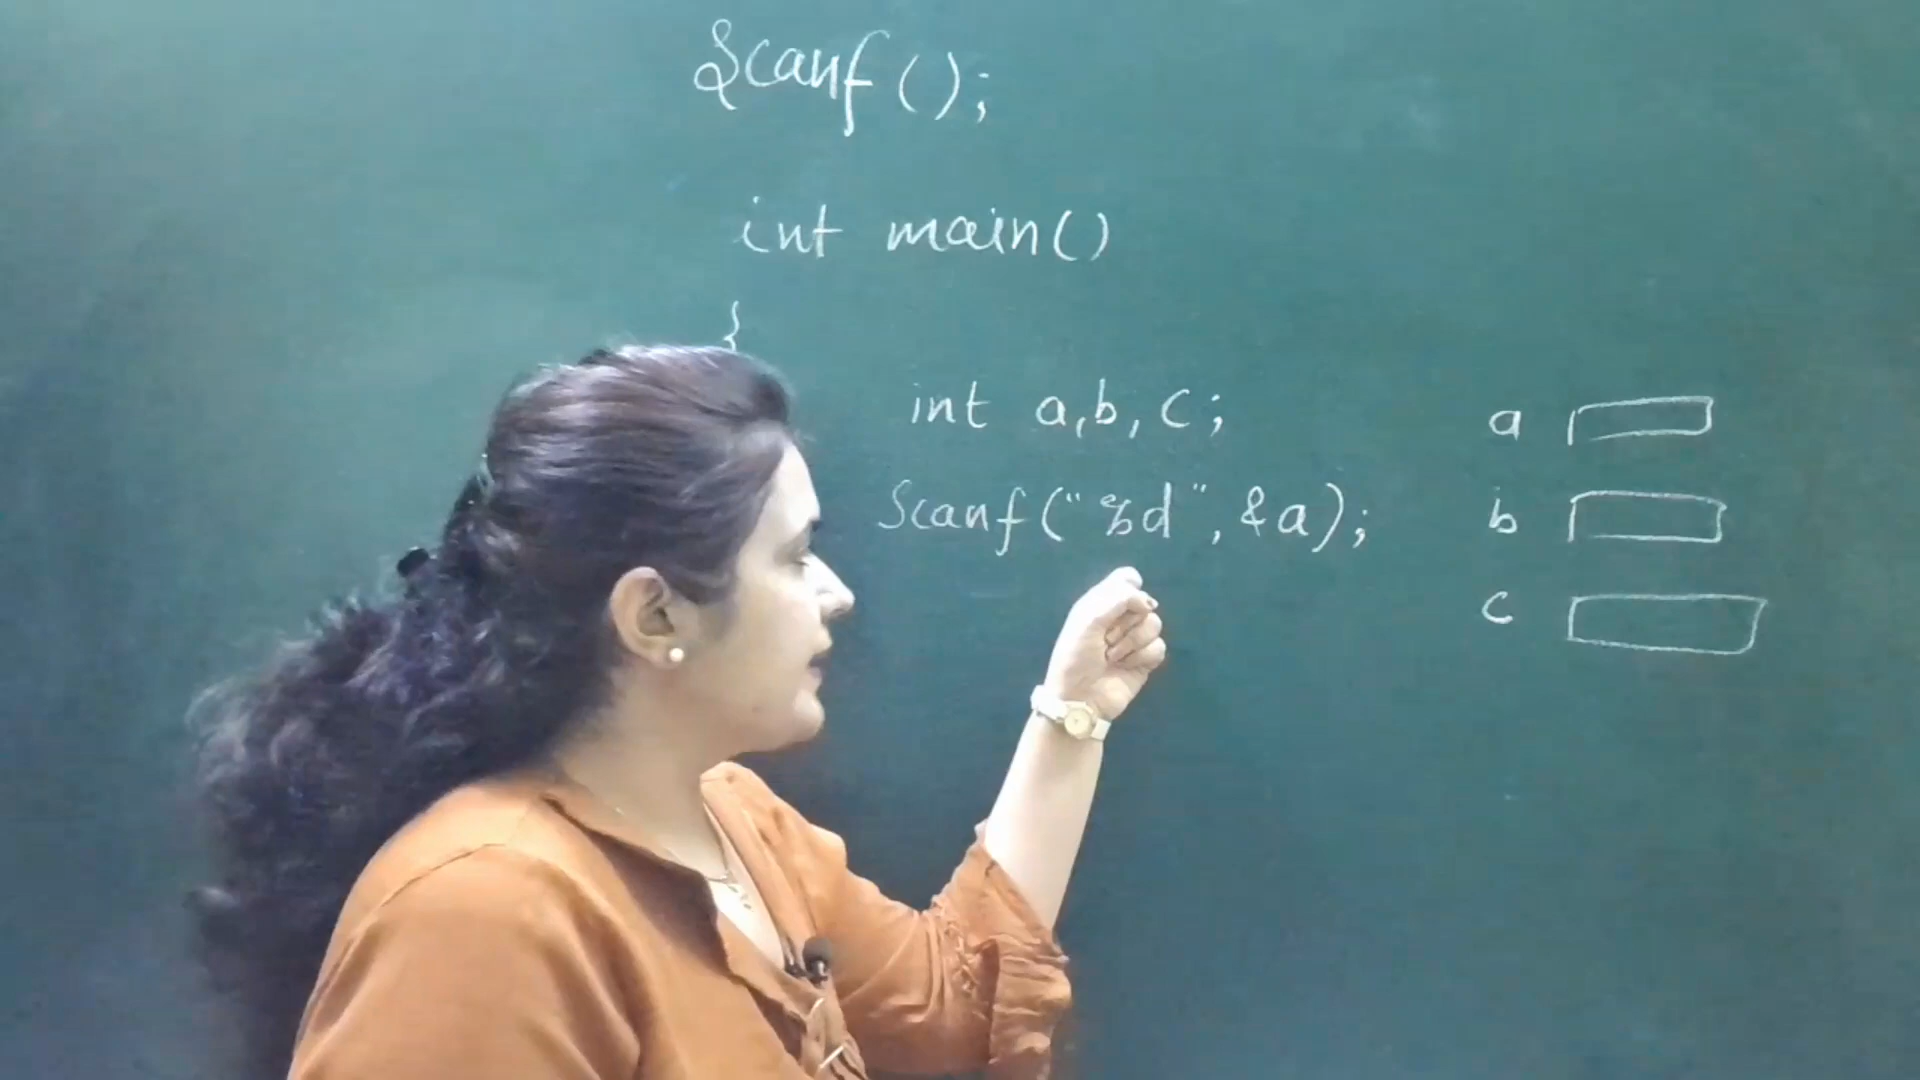 Scanf();
int main()
{
int a,b,c;
Scanf("%d",&a);
a
b
c